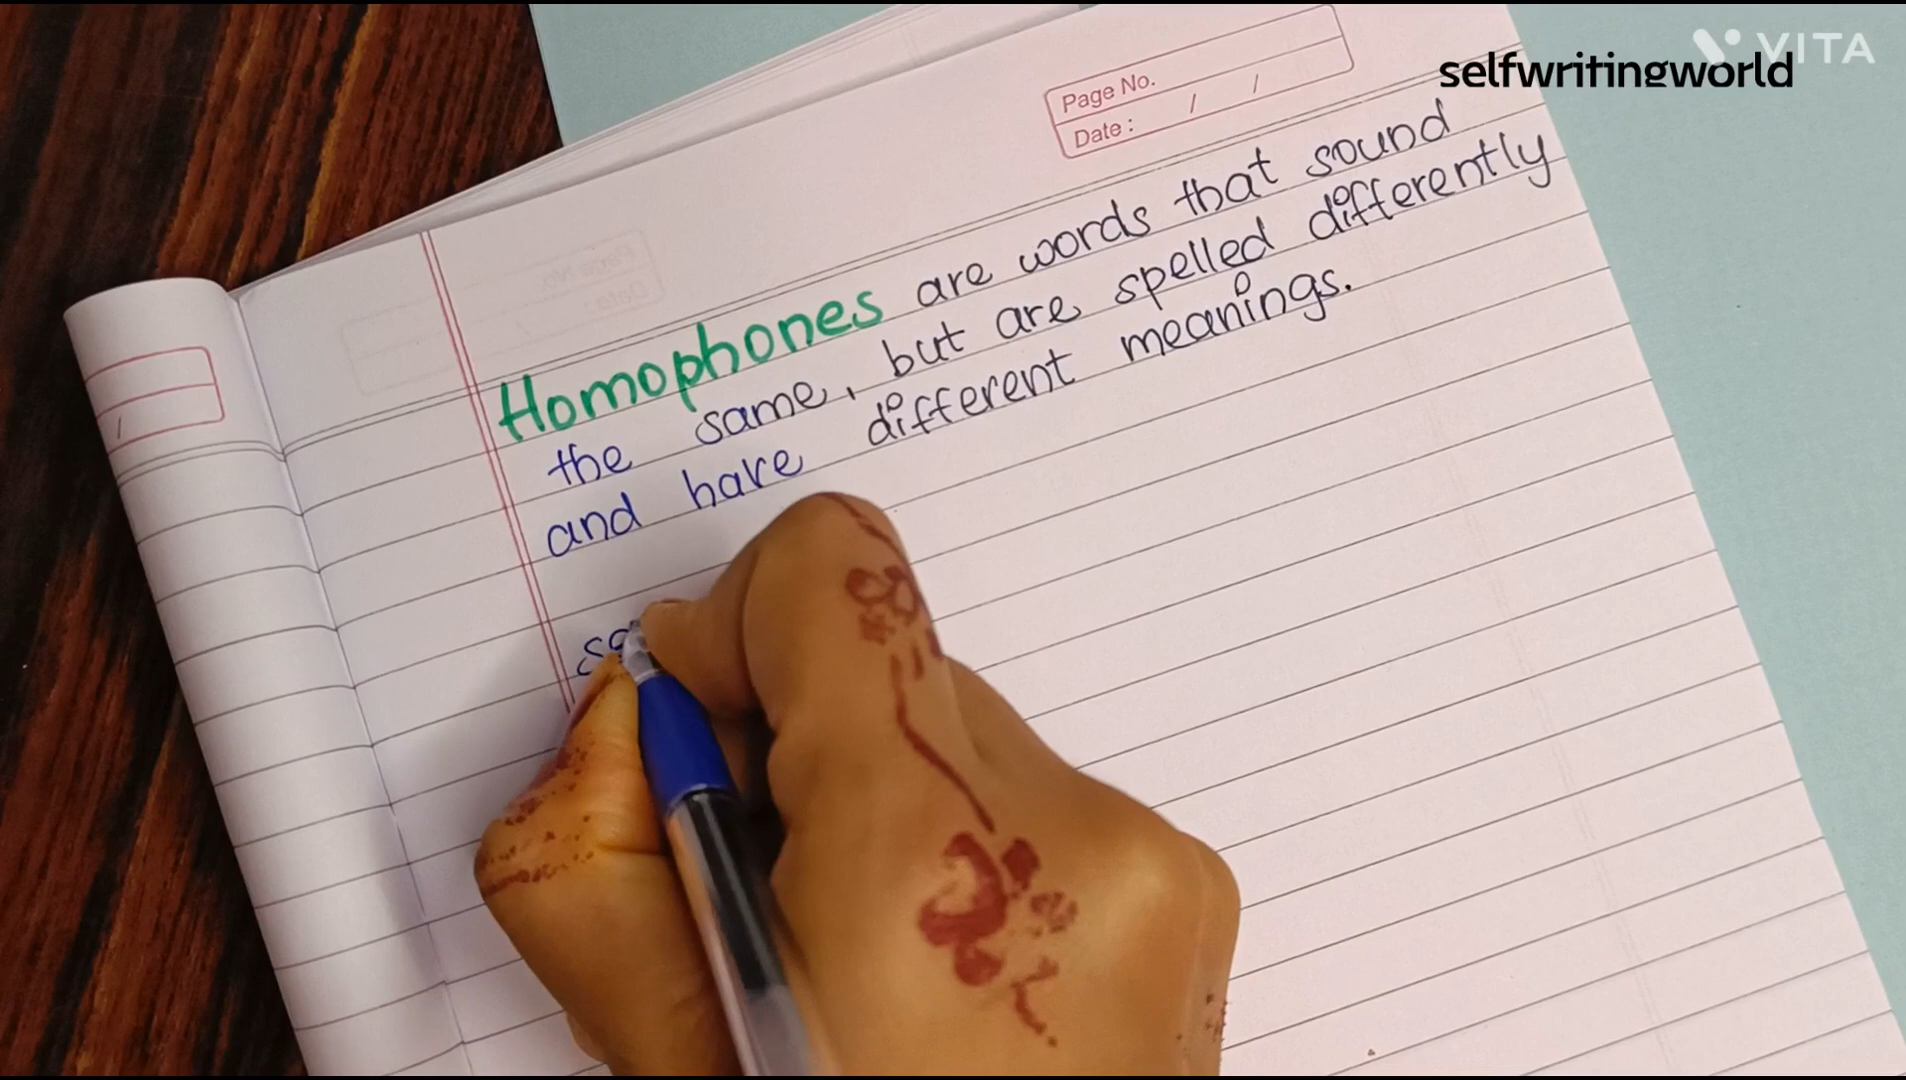 VITA
selfwritingworld
Page No.
Date : / /
Homophones are words that sound
the same, but are spelled differently
and have different meanings.